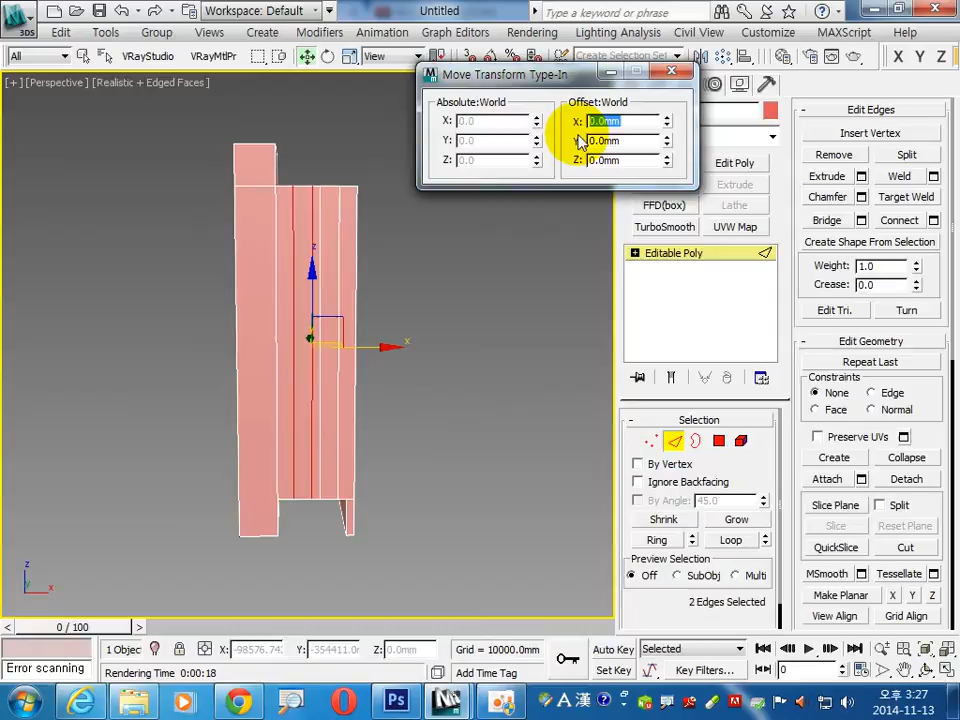 Workspace: Default
Untitled
Type a keyword or phrase
Edit
Tools
Group
Views
Create
Modifiers
Animation
Graph Editors
Rendering
Lighting Analysis
Civil View
Customize
MAXScript
Help
All
VRayStudio
VRayMtlPr
View
Create Selection Set
X Y Z
[+] [Perspective] [Realistic + Edged Faces]
Move Transform Type-In
Absolute:World
Offset:World
X: 0.0
X: 0.0mm
Y: 0.0
0.0mm
Z: 0.0
Z: 0.0mm
Edit Poly
Extrude
Shell
Lathe
FFD(box)
TurboSmooth
UVW Map
Editable Poly
Selection
By Vertex
Ignore Backfacing
By Angle: 45.0
Shrink
Grow
Ring
Loop
Preview Selection
Off
SubObj
Multi
2 Edges Selected
Edit Edges
Insert Vertex
Remove
Split
Extrude
Weld
Chamfer
Target Weld
Bridge
Connect
Create Shape From Selection
Weight: 1.0
Crease: 0.0
Edit Tri.
Turn
Edit Geometry
Repeat Last
Constraints
None
Edge
Face
Normal
Preserve UVs
Create
Collapse
Attach
Detach
Slice Plane
Split
Slice
Reset Plane
QuickSlice
Cut
MSmooth
Tessellate
Make Planar
X
Y
Z
View Align
Grid Align
z
x
z
y
x
0 / 100
1 Object
X: -98576.74
Y: -354411.0
Z: 0.0mm
Grid = 10000.0mm
Auto Key
Selected
Error scanning
Rendering Time 0:00:18
Add Time Tag
Set Key
Key Filters...
0
Ps
A 漢
오후 3:27
2014-11-13